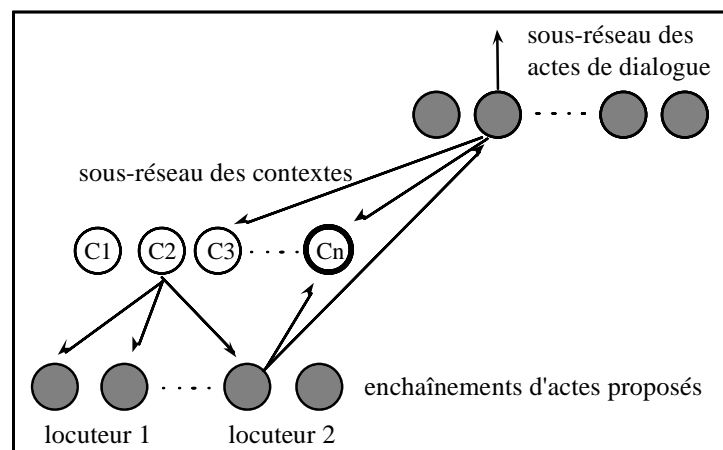 sous-réseau des
actes de dialogue
sous-réseau des contextes
C1 C2 C3 Cn
enchaînements d'actes proposés
locuteur 1 locuteur 2